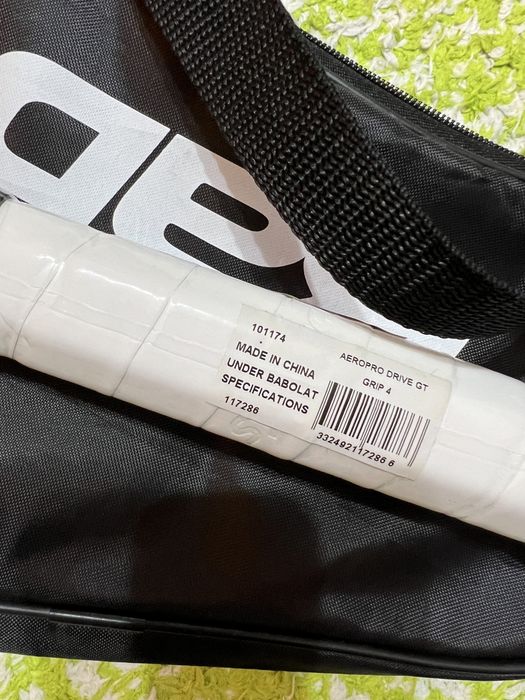 101174
MADE IN CHINA
UNDER BABOLAT
SPECIFICATIONS
117286
AEROPRO DRIVE GT
GRIP 4
3324921172866